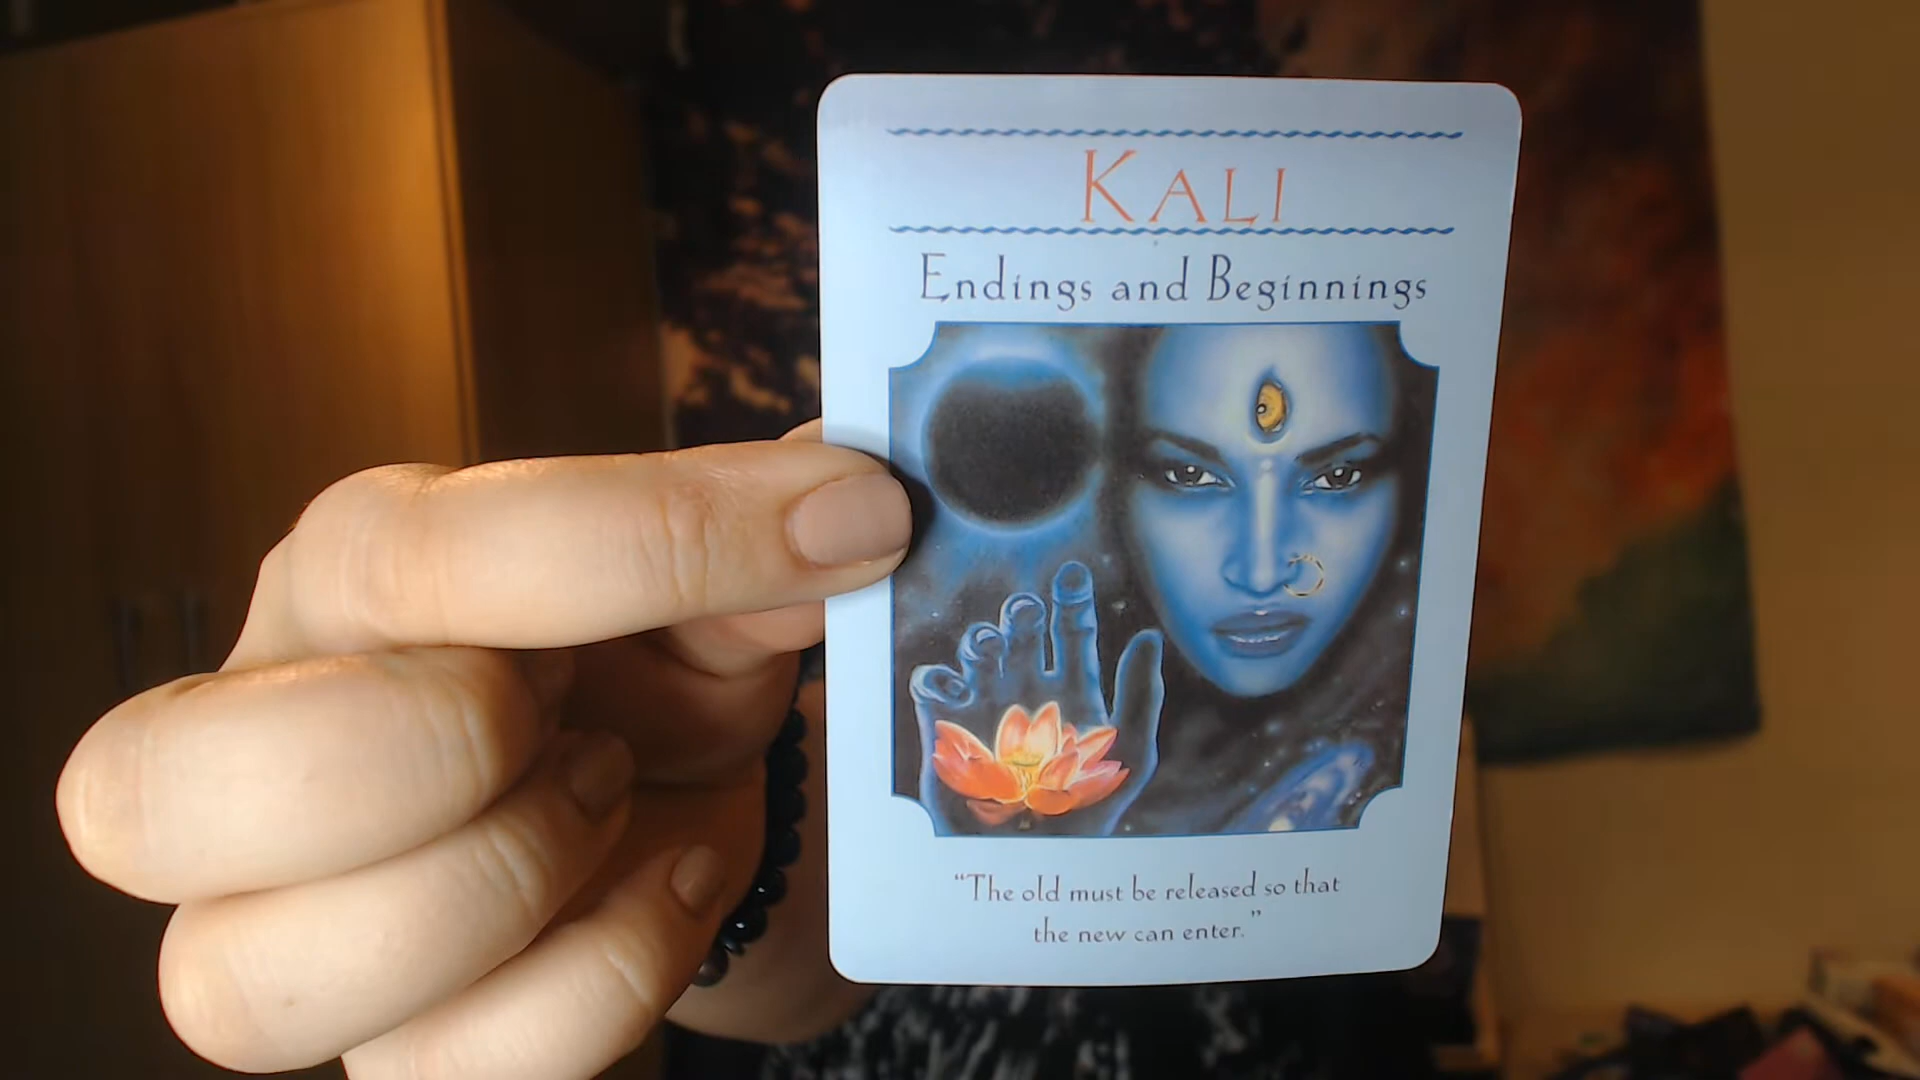 KALI
Endings and Beginnings
“The old must be released so that
the new can enter.”